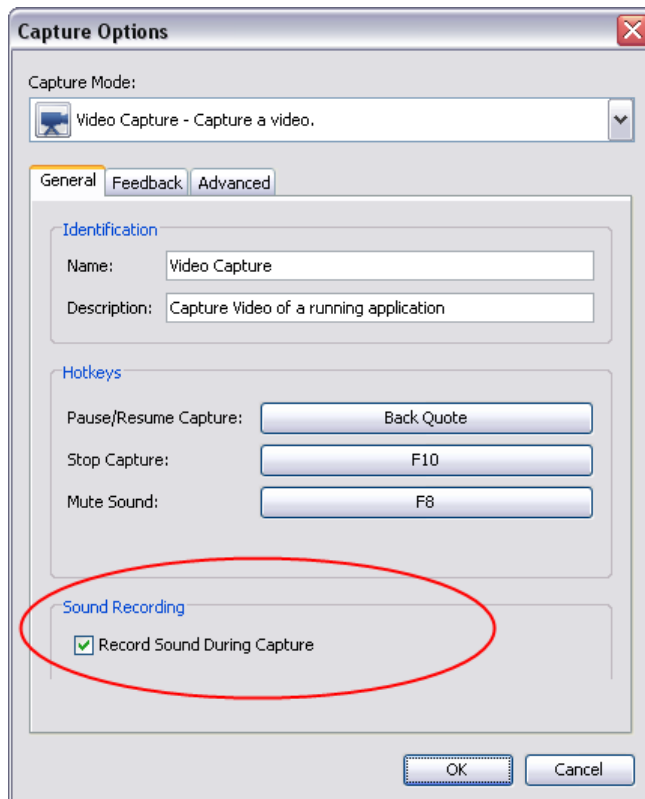 Capture Options
Capture Mode:
Video Capture - Capture a video.
General Feedback Advanced
Identification
Name: Video Capture
Description: Capture Video of a running application
Hotkeys
Pause/Resume Capture: Back Quote
Stop Capture: F10
Mute Sound: F8
Sound Recording
Record Sound During Capture
OK Cancel